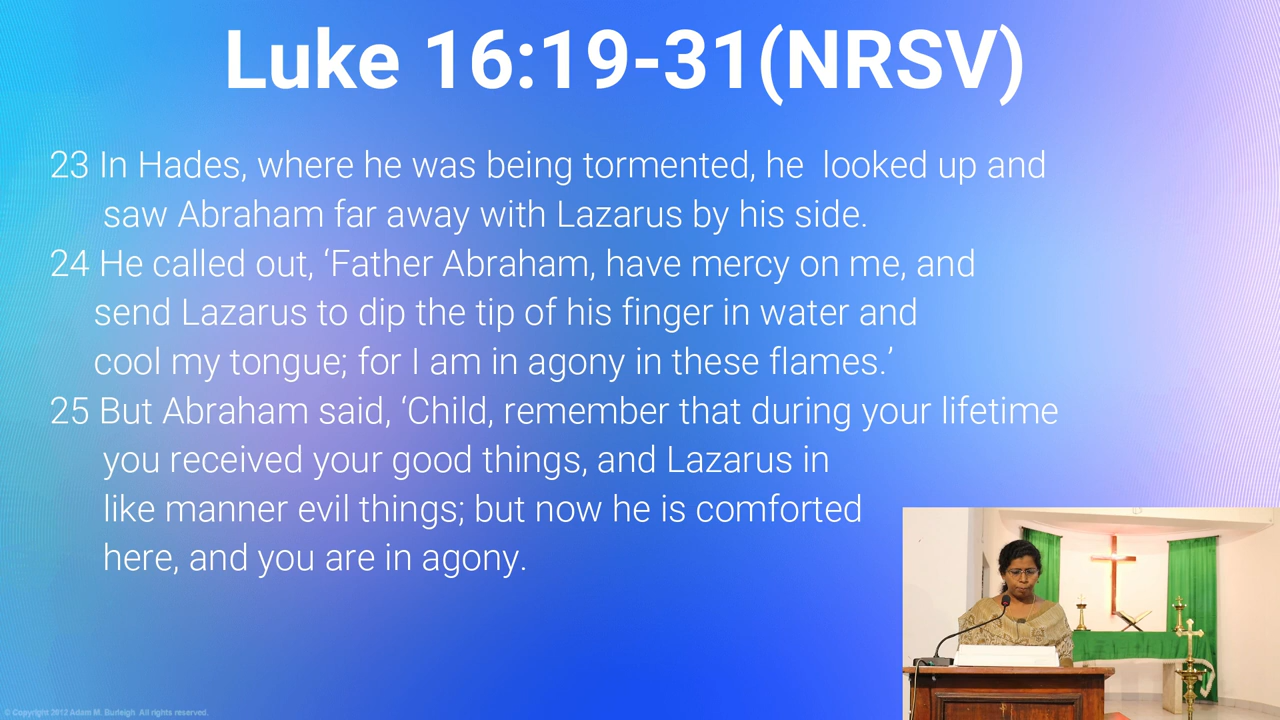 Luke 16:19-31(NRSV)
23 In Hades, where he was being tormented, he  looked up and
saw Abraham far away with Lazarus by his side.
24 He called out, ‘Father Abraham, have mercy on me, and
send Lazarus to dip the tip of his finger in water and
cool my tongue; for I am in agony in these flames.’
25 But Abraham said, ‘Child, remember that during your lifetime
you received your good things, and Lazarus in
like manner evil things; but now he is comforted
here, and you are in agony.
© Copyright 2012 Adam M. Burleigh  All rights reserved.